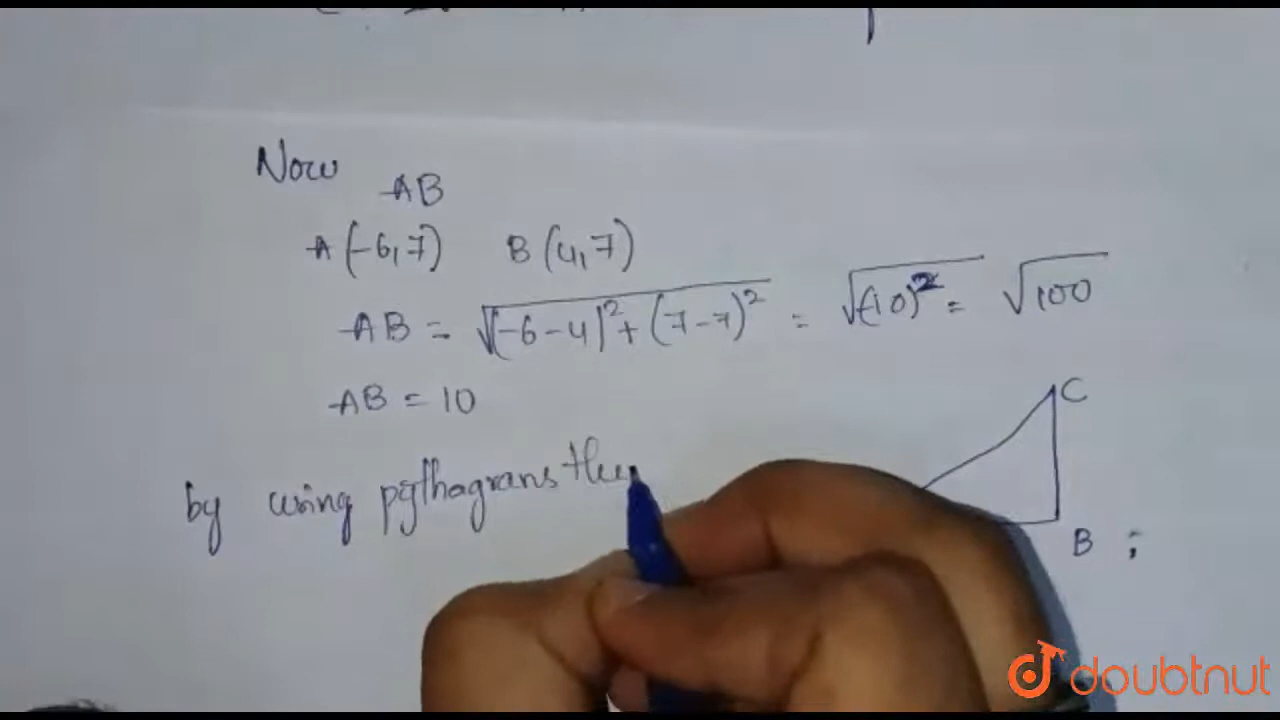 Now
AB
A (-6, 7) B (4, 7)
AB = √(-6-4)² + (7-7)² = √(-10)² = √100
AB = 10
C
by using pythagrans the
B ;
doubtnut